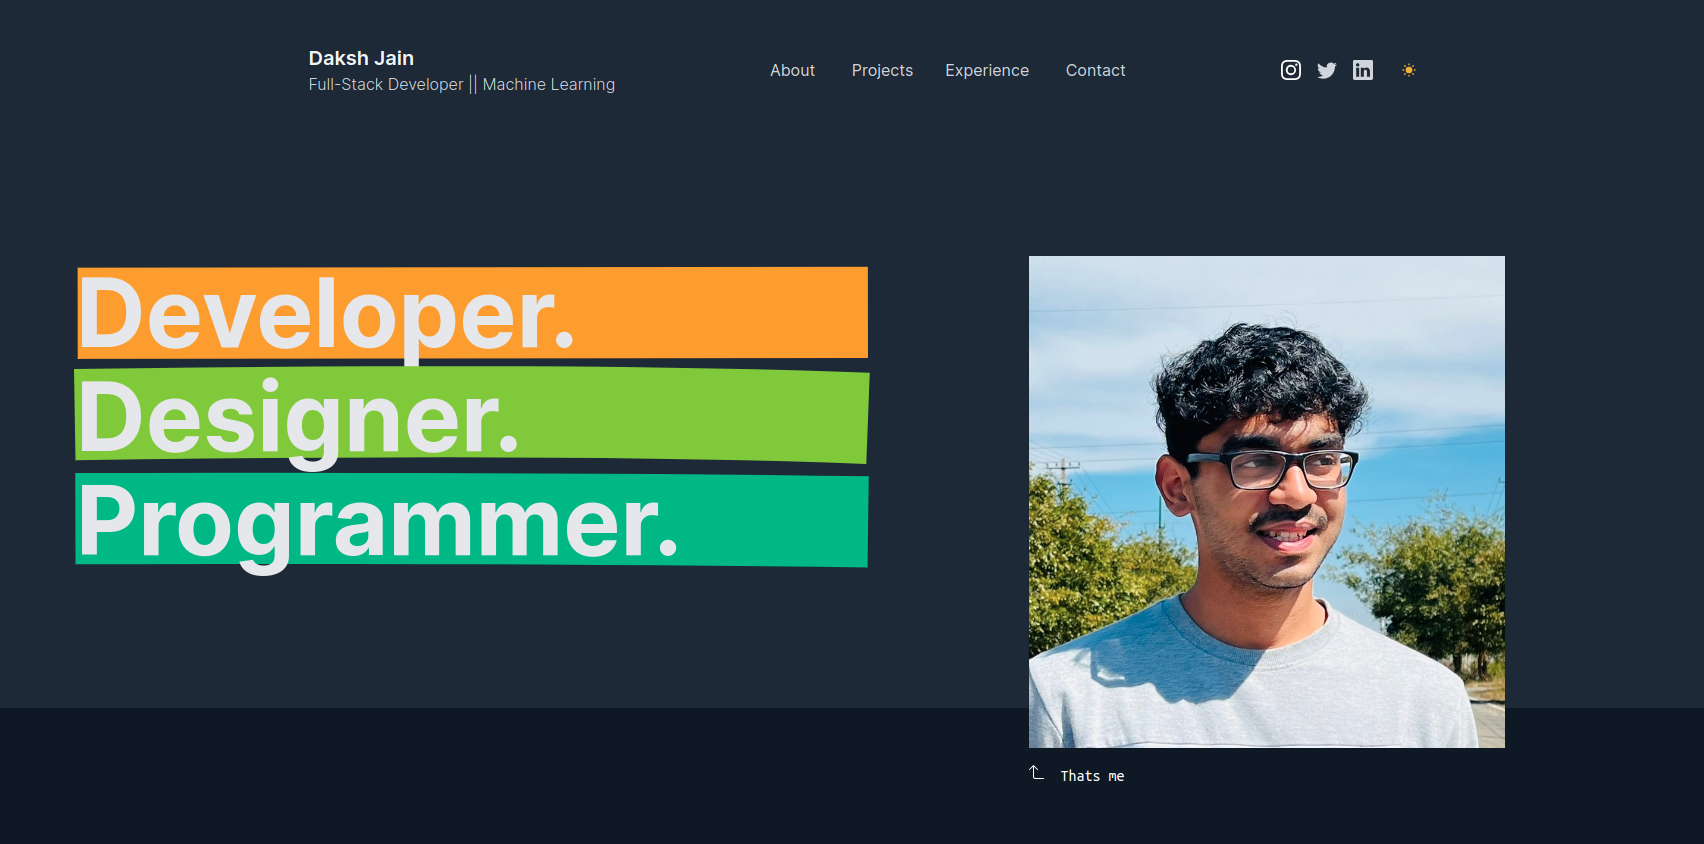 Daksh Jain
Full-Stack Developer || Machine Learning
About Projects Experience Contact
Developer.
Designer.
Programmer.
Thats me